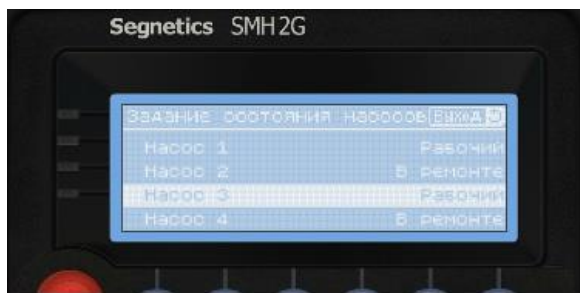 Segnetics SMH2G
Задание состояния насосов Выход
Насос 1 Рабочий
Насос 2 В ремонте
Насос 3 Рабочий
Насос 4 В ремонте